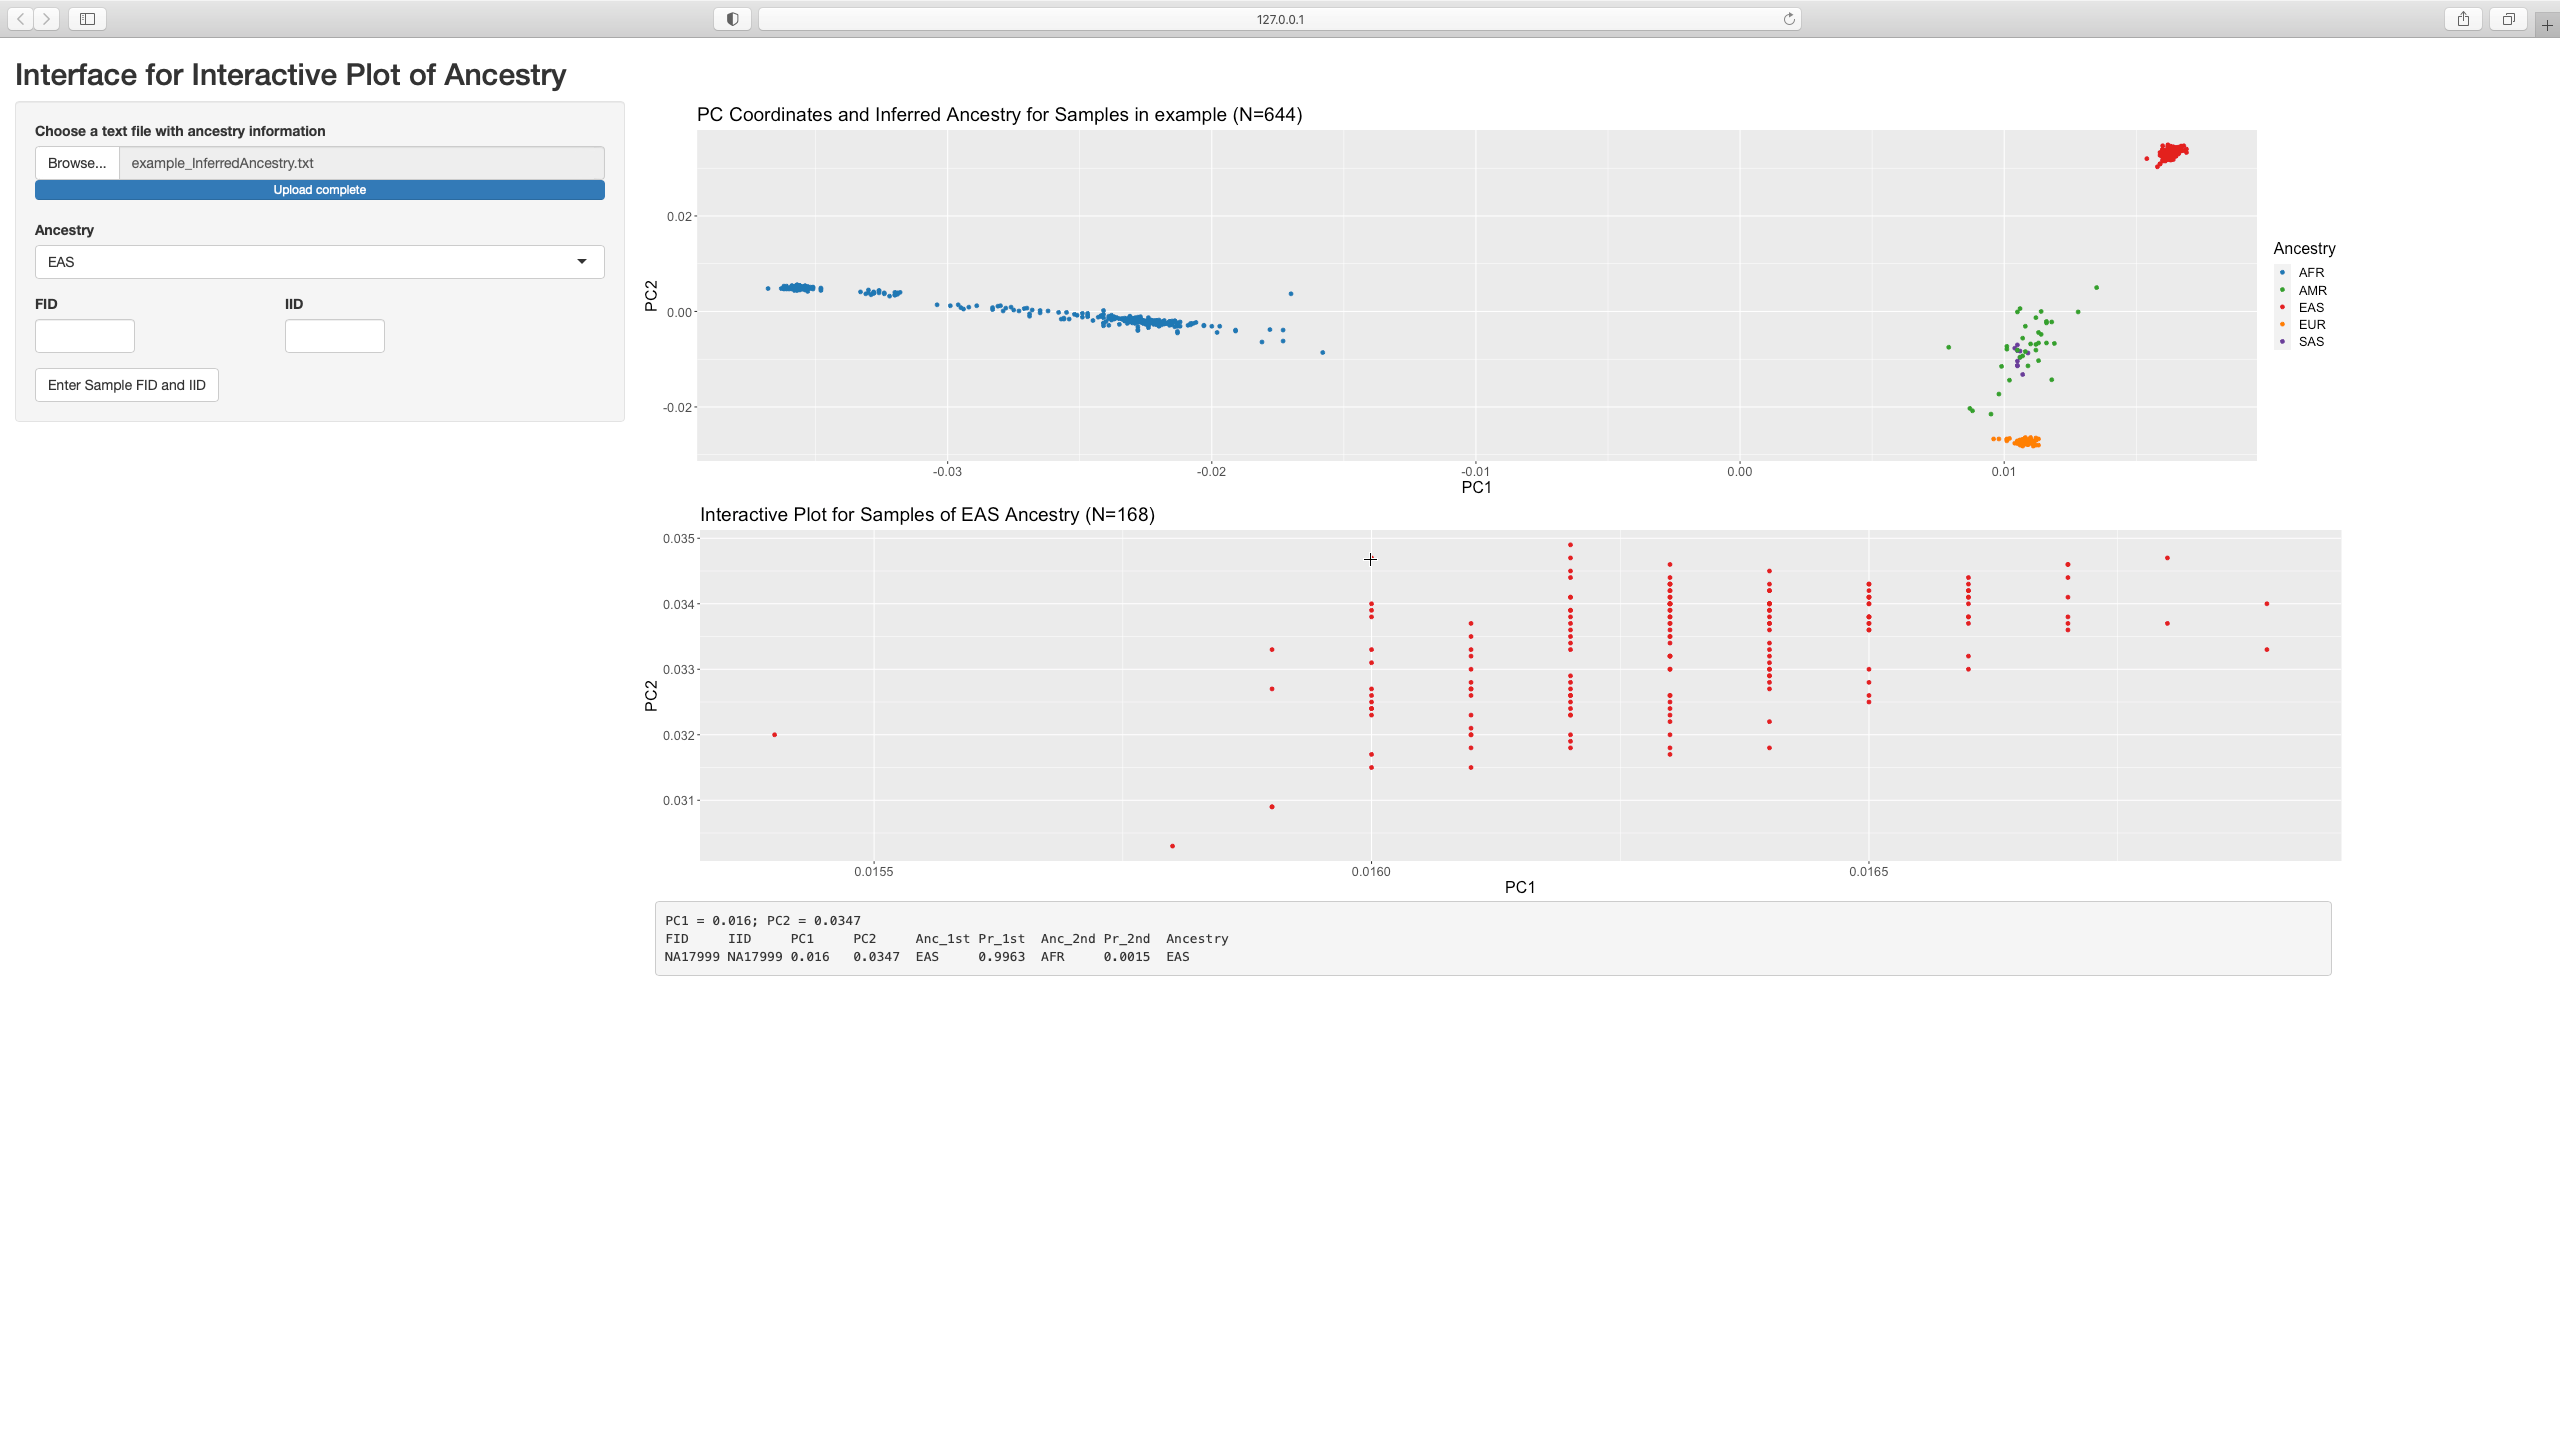 127.0.0.1
Interface for Interactive Plot of Ancestry
Choose a text file with ancestry information
Browse... example_InferredAncestry.txt
Upload complete
Ancestry
EAS
FID IID
Enter Sample FID and IID
PC Coordinates and Inferred Ancestry for Samples in example (N=644)
PC2
0.02
0.00
-0.02
-0.03 -0.02 -0.01 0.00 0.01
PC1
Ancestry
AFR
AMR
EAS
EUR
SAS
Interactive Plot for Samples of EAS Ancestry (N=168)
PC2
0.035
0.034
0.033
0.032
0.031
0.0155 0.0160 0.0165
PC1
PC1 = 0.016; PC2 = 0.0347
FID IID PC1 PC2 Anc_1st Pr_1st Anc_2nd Pr_2nd Ancestry
NA17999 NA17999 0.016 0.0347 EAS 0.9963 AFR 0.0015 EAS